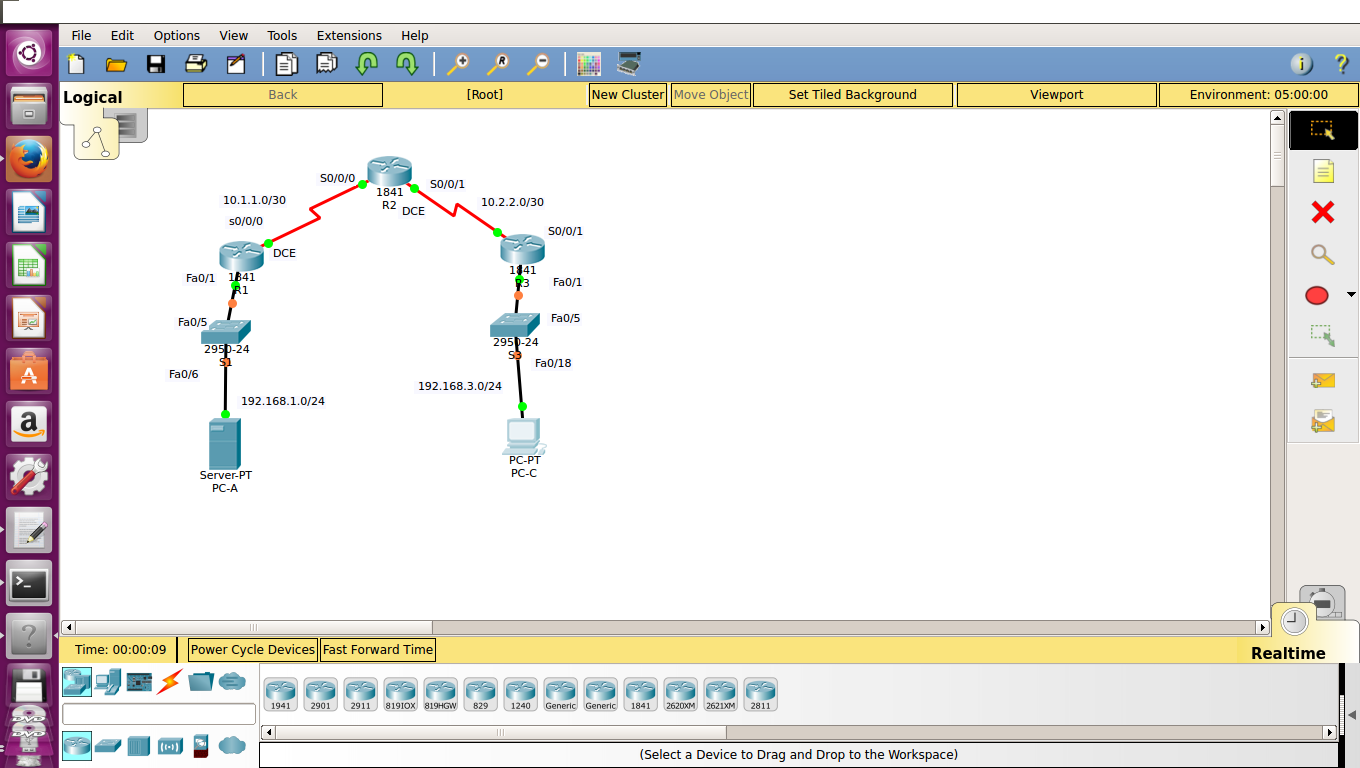 File Edit Options View Tools Extensions Help
Logical Back [Root] New Cluster Move Object Set Tiled Background Viewport Environment: 05:00:00
S0/0/0
1841
R2
S0/0/1
DCE
10.1.1.0/30
s0/0/0
10.2.2.0/30
S0/0/1
DCE
1841
R1
1841
R3
Fa0/1
Fa0/1
Fa0/5
Fa0/5
2950-24
S1
2950-24
S3
Fa0/6
Fa0/18
192.168.1.0/24
192.168.3.0/24
Server-PT
PC-A
PC-PT
PC-C
Time: 00:00:09 Power Cycle Devices Fast Forward Time Realtime
1941 2901 2911 819IOX 819HGW 829 1240 Generic Generic 1841 2620XM 2621XM 2811
(Select a Device to Drag and Drop to the Workspace)